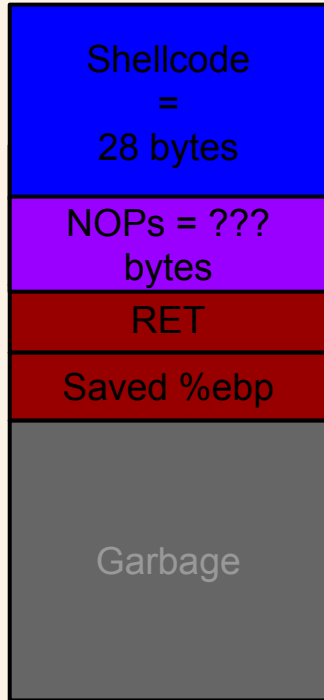 Shellcode
=
28 bytes
NOPs = ???
bytes
RET
Saved %ebp
Garbage